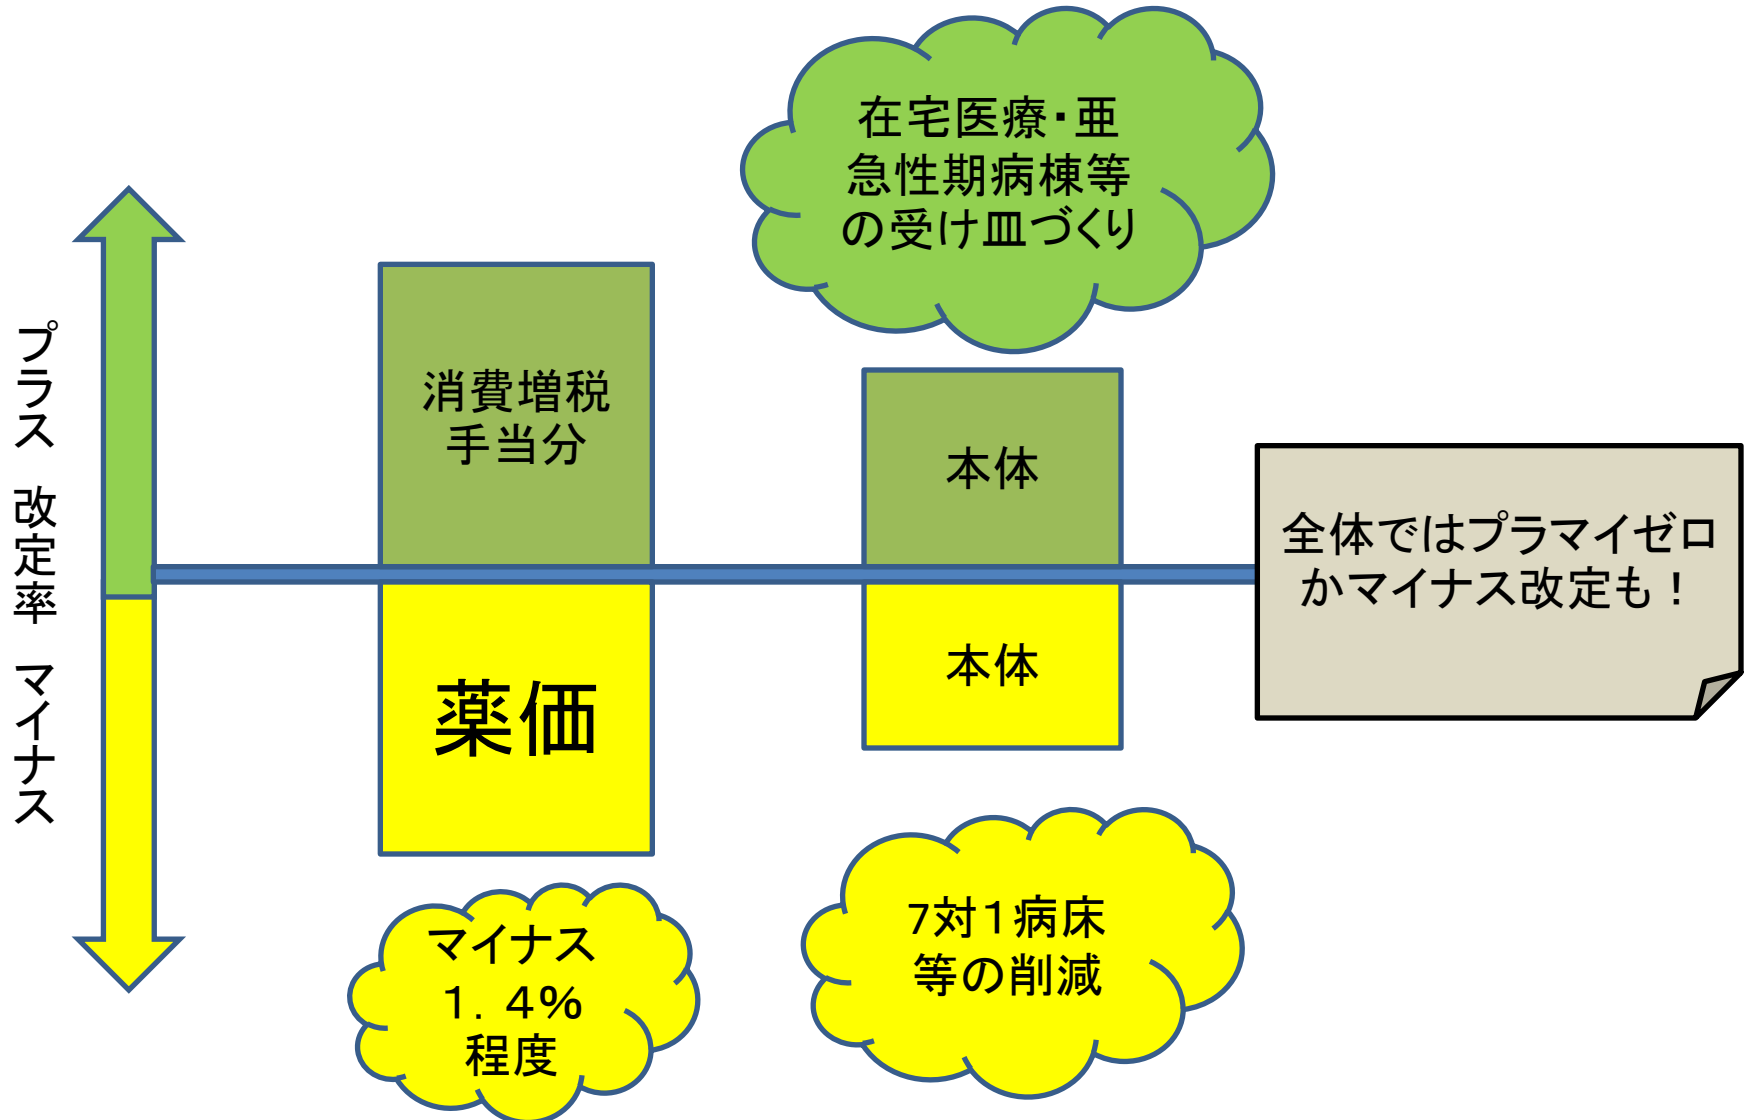 プラス 改定率 マイナス
在宅医療・亜
急性期病棟等
の受け皿づくり
消費増税
手当分
本体
全体ではプラマイゼロ
かマイナス改定も！
薬価
本体
マイナス
１．４％
程度
7対１病床
等の削減